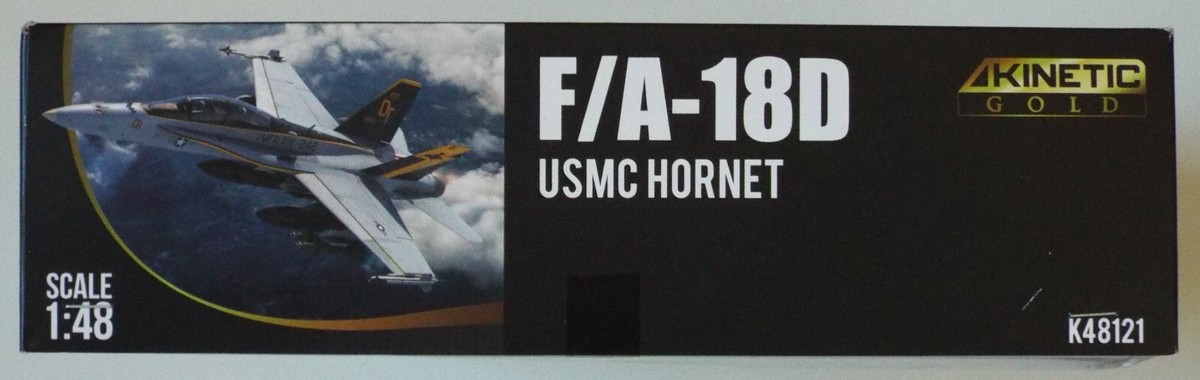 F/A-18D
USMC HORNET
KINETIC
GOLD
SCALE
1:48
K48121